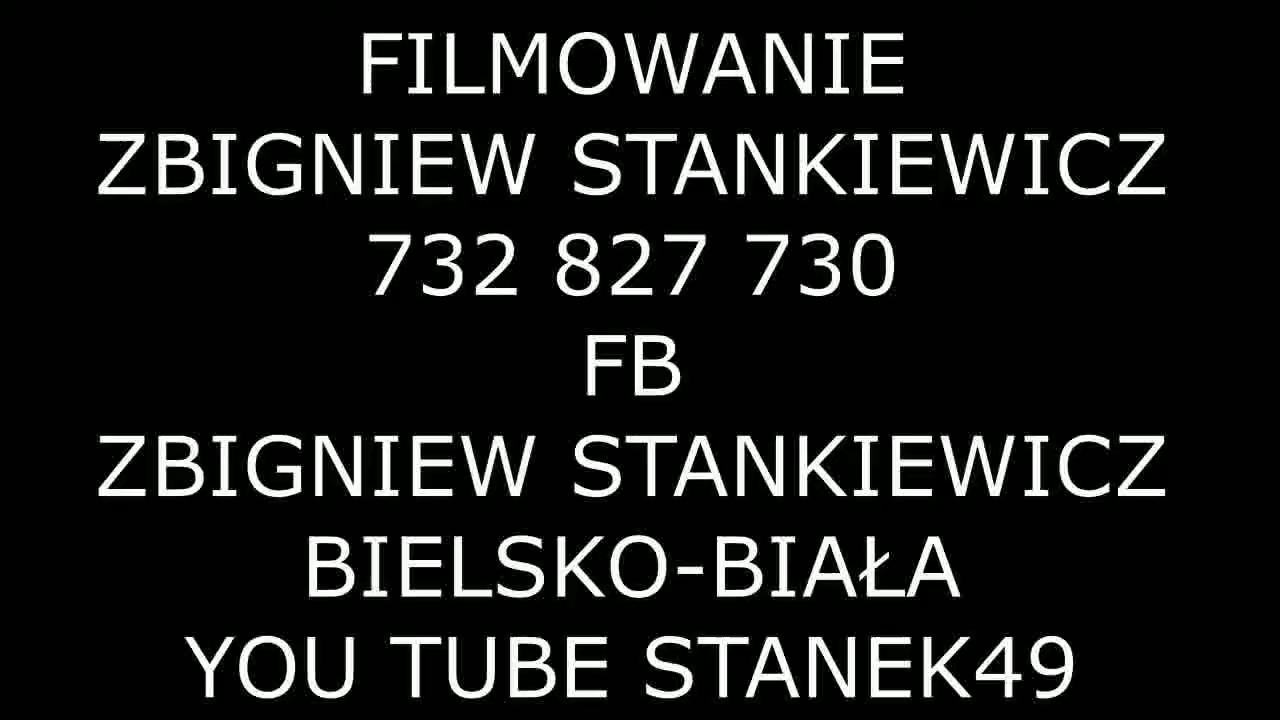 FILMOWANIE
ZBIGNIEW STANKIEWICZ
732 827 730
FB
ZBIGNIEW STANKIEWICZ
BIELSKO-BIAŁA
YOU TUBE STANEK49